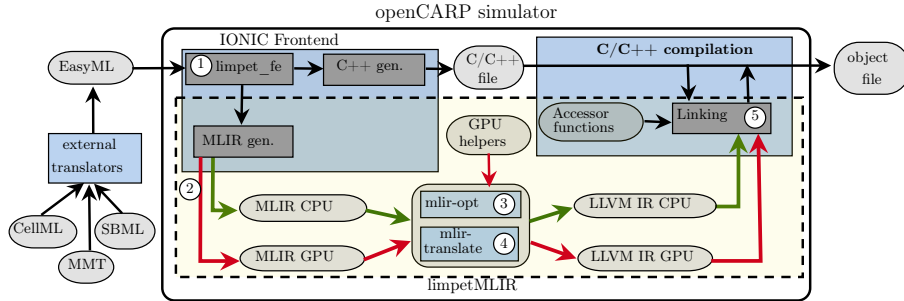 openCARP simulator
IONIC Frontend
C/C++ compilation
EasyML
1
limpet_fe
C++ gen.
C/C++
file
object
file
Accessor
functions
Linking
5
GPU
helpers
MLIR gen.
external
translators
2
MLIR CPU
mlir-opt
3
LLVM IR CPU
CellML
SBML
MMT
MLIR GPU
mlir-
translate
4
LLVM IR GPU
limpetMLIR